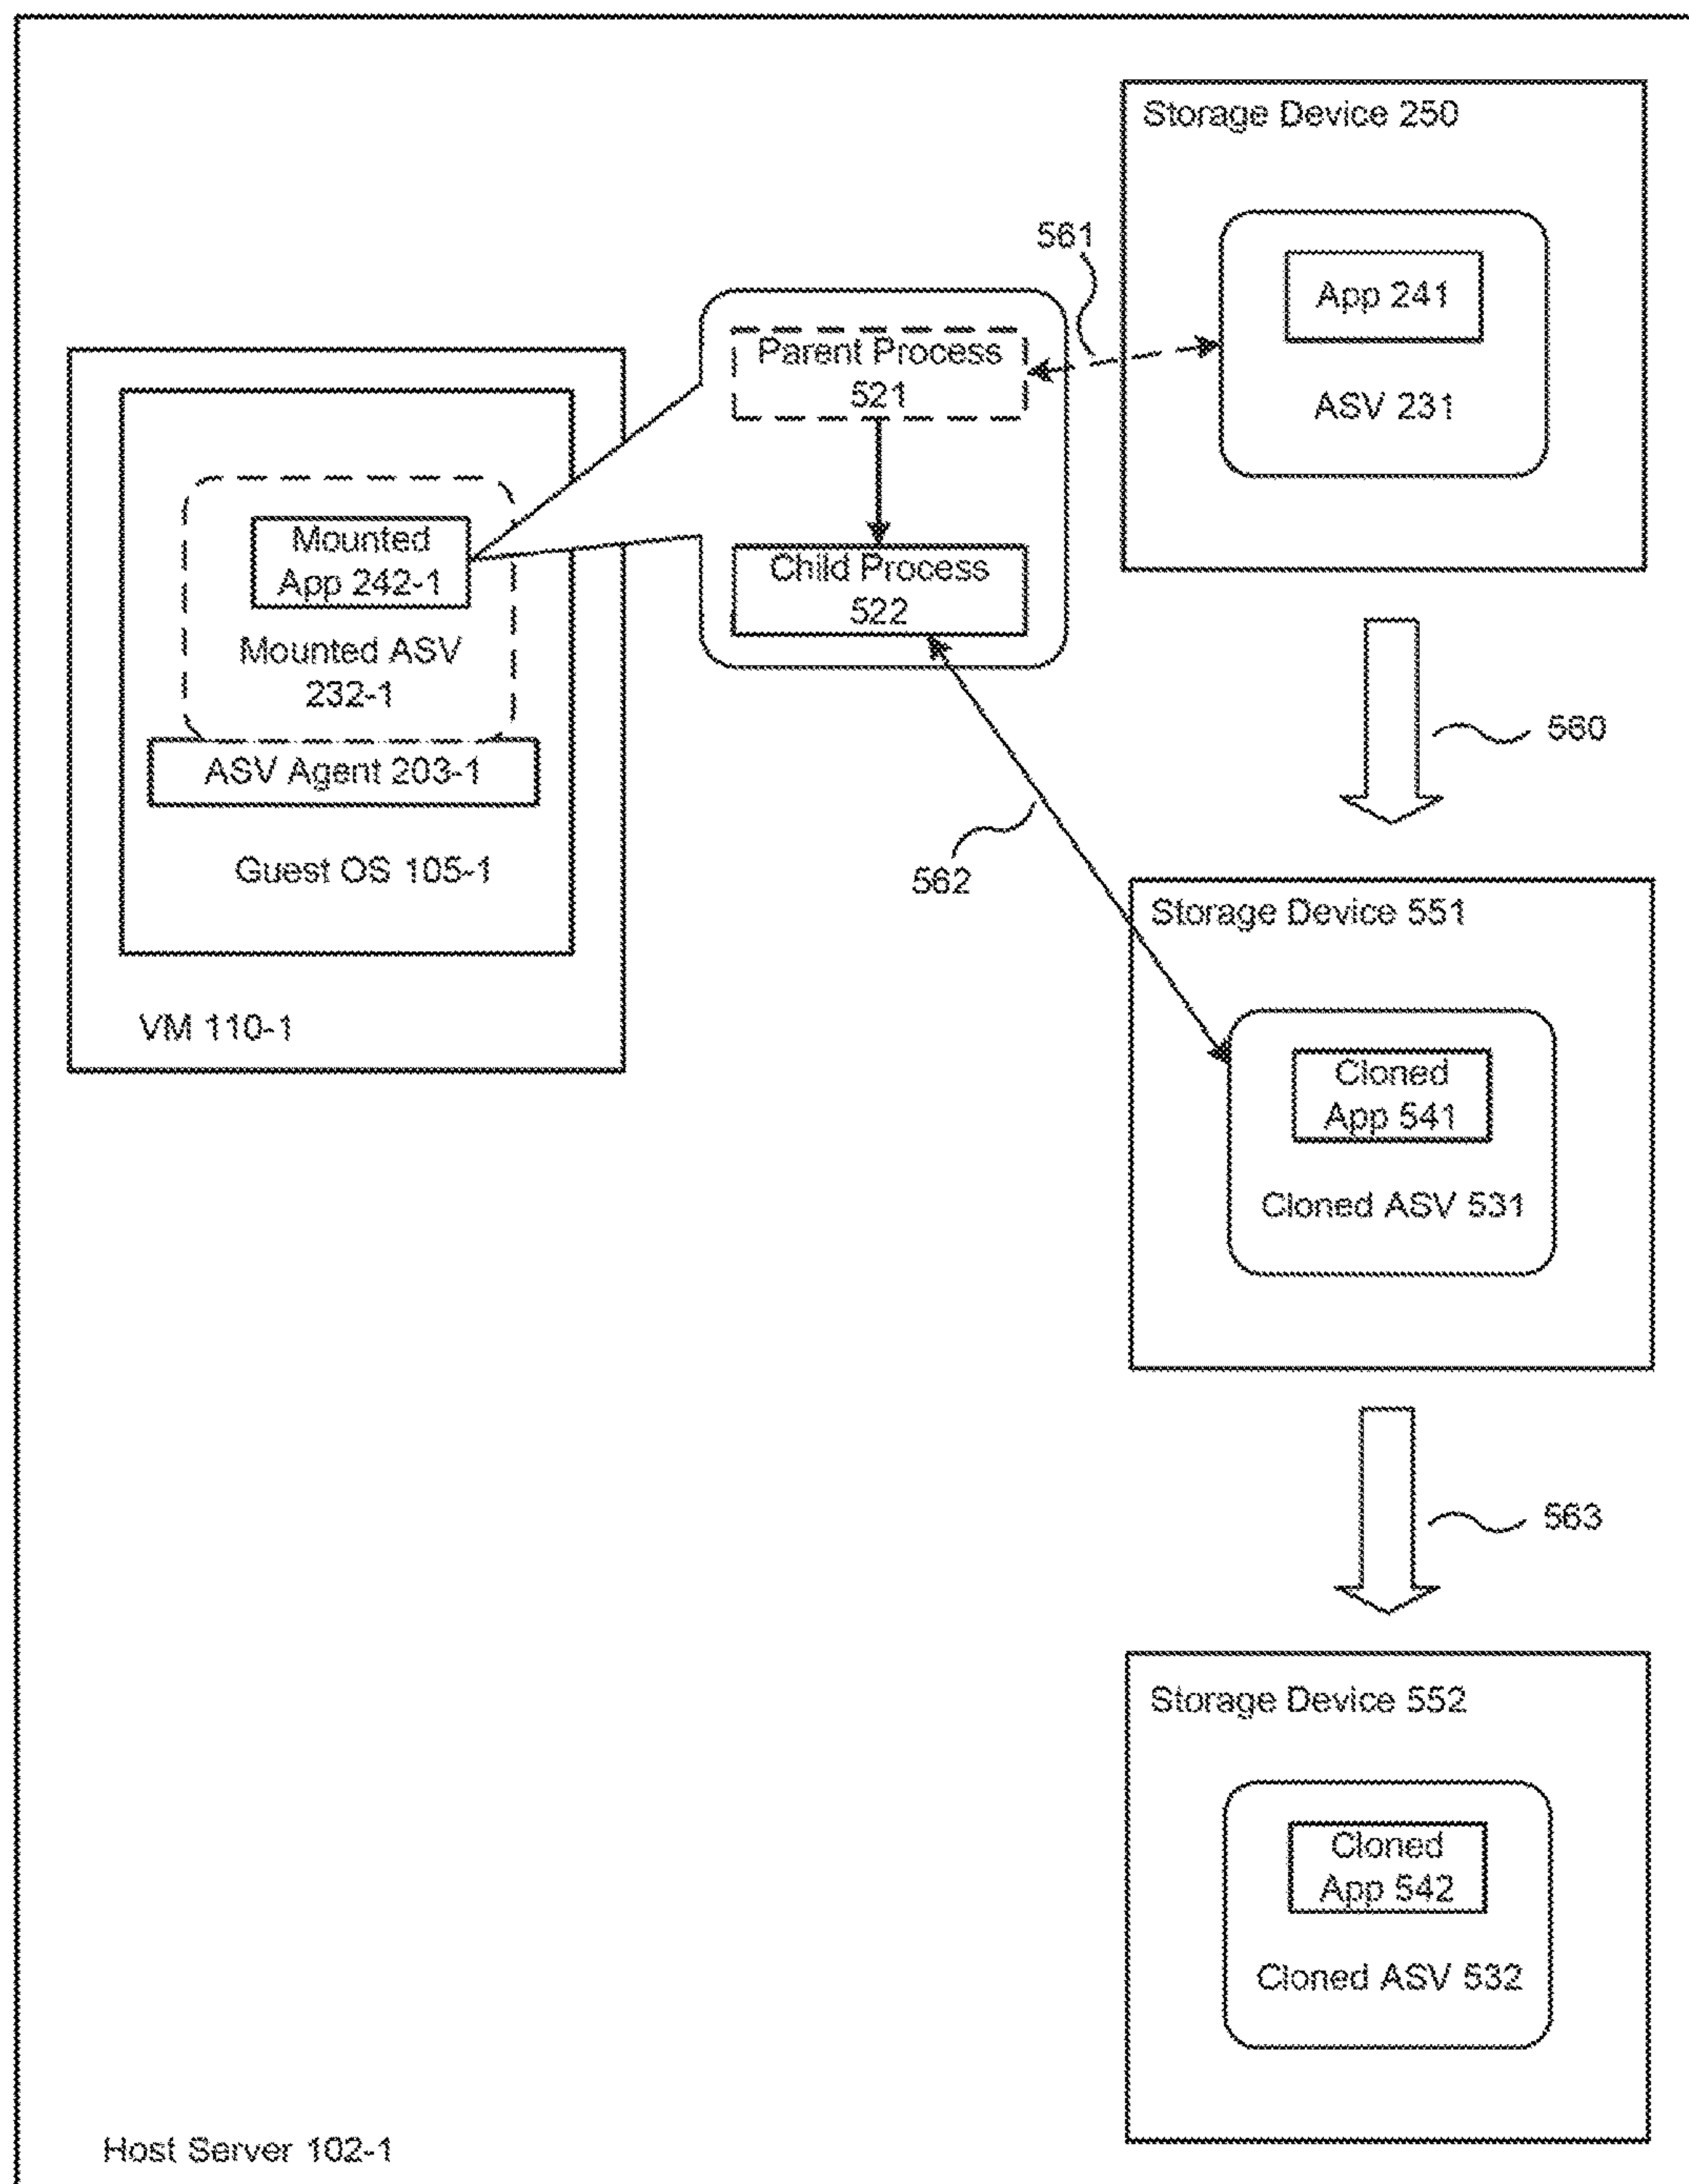 Storage Device 250
561
App 241
ASV 231
Parent Process
521
Child Process
522
Mounted
App 242-1
Mounted ASV
232-1
ASV Agent 203-1
Guest OS 105-1
VM 110-1
560
562
Storage Device 551
Cloned
App 541
Cloned ASV 531
563
Storage Device 552
Cloned
App 542
Cloned ASV 532
Host Server 102-1